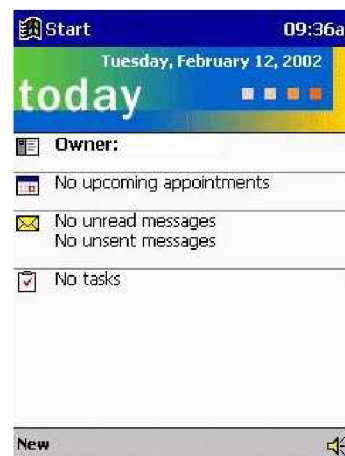 Start 09:36a
Tuesday, February 12, 2002
today
Owner:
No upcoming appointments
No unread messages
No unsent messages
No tasks
New